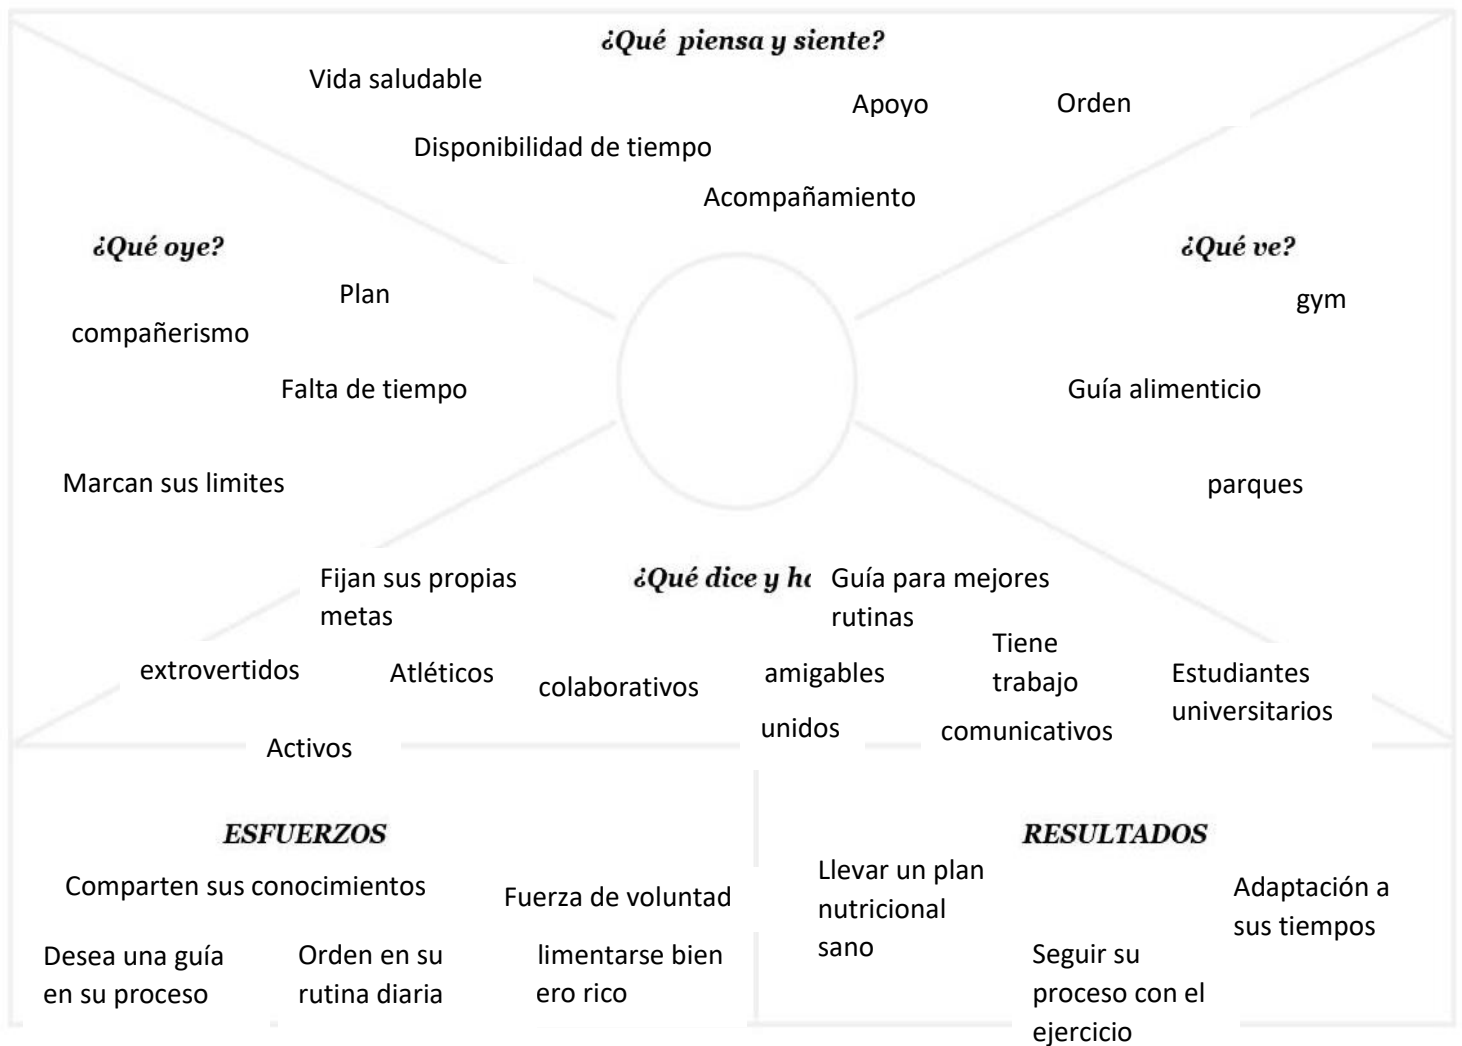 ¿Qué piensa y siente?
Vida saludable
Apoyo
Orden
Disponibilidad de tiempo
Acompañamiento
¿Qué oye?
Plan
compañerismo
Falta de tiempo
Marcan sus limites
¿Qué ve?
gym
Guía alimenticio
parques
¿Qué dice y
Fijan sus propias
metas
Guía para mejores
rutinas
extrovertidos
Atléticos
colaborativos
amigables
Tiene
trabajo
Estudiantes
universitarios
Activos
unidos
comunicativos
ESFUERZOS
Comparten sus conocimientos
Fuerza de voluntad
Desea una guía
en su proceso
Orden en su
rutina diaria
limentarse bien
ero rico
RESULTADOS
Llevar un plan
nutricional
sano
Adaptación a
sus tiempos
Seguir su
proceso con el
ejercicio